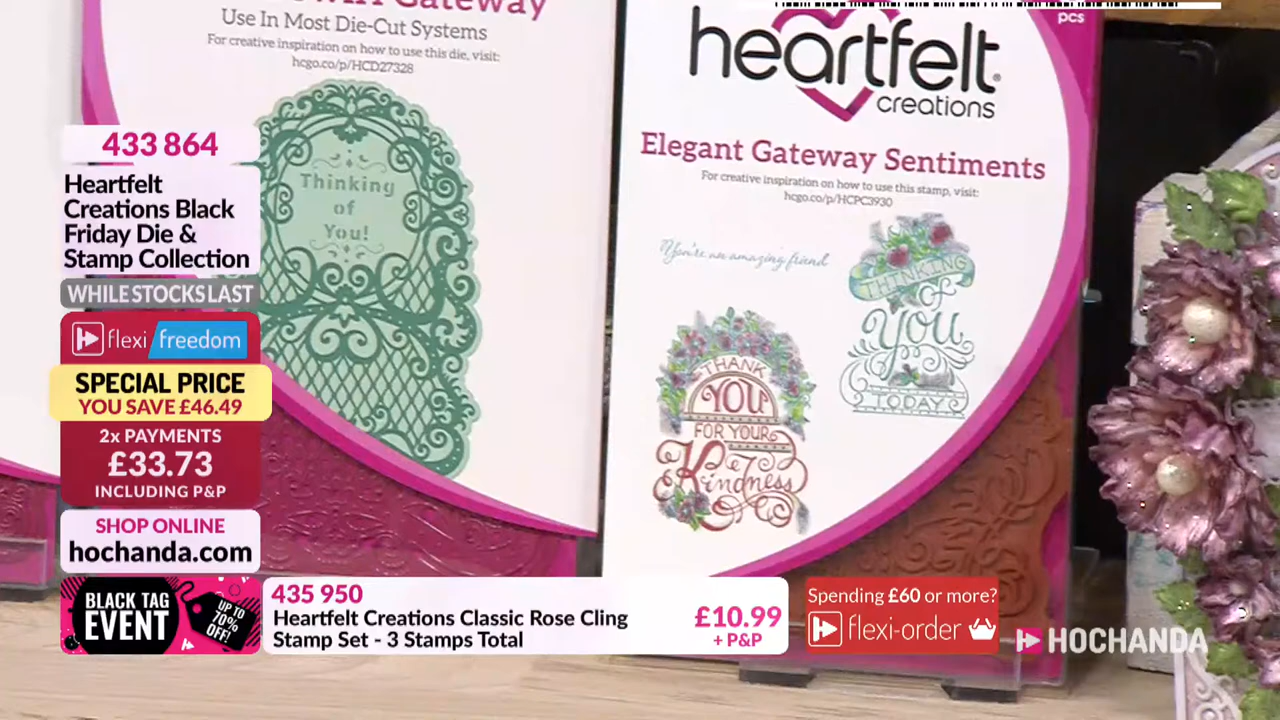 Gateway
Use In Most Die-Cut Systems
For creative inspiration on how to use this die, visit:
hcgo.co/p/HCD27328
Thinking
of
You!
pcs
heartfelt
creations
Elegant Gateway Sentiments
For creative inspiration on how to use this stamp, visit:
hcgo.co/p/HCPC3930
You're an amazing friend
THINKING
of
You
TODAY
THANK
YOU
FOR YOUR
Kindness
433 864
Heartfelt
Creations Black
Friday Die &
Stamp Collection
WHILE STOCKS LAST
flexi freedom
SPECIAL PRICE
YOU SAVE £46.49
2x PAYMENTS
£33.73
INCLUDING P&P
SHOP ONLINE
hochanda.com
BLACK TAG
EVENT
UP TO
70%
OFF!
435 950
Heartfelt Creations Classic Rose Cling
Stamp Set - 3 Stamps Total
£10.99
+ P&P
Spending £60 or more?
flexi-order
HOCHANDA